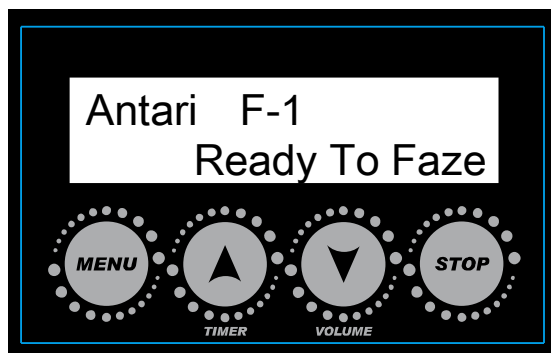 Antari F-1
Ready To Faze
MENU
STOP
TIMER
VOLUME